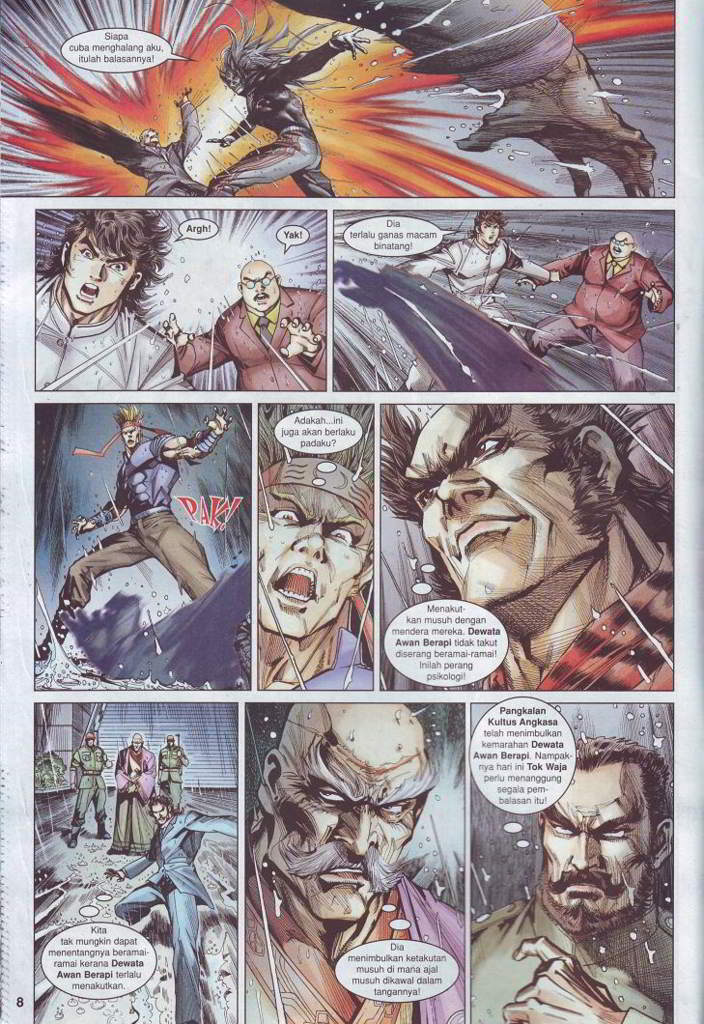 Siapa
cuba menghalang aku,
itulah balasannya!
Argh!
Yak!
Dia
terlalu ganas macam
binatang!
PAK!
Adakah...ini
juga akan berlaku
padaku?
Menakut-
kan musuh dengan
mendera mereka. Dewata
Awan Berapi tidak takut
diserang beramai-ramai!
Inilah perang
psikologi!
Kita
tak mungkin dapat
menentangnya beramai-
ramai kerana Dewata
Awan Berapi terlalu
menakutkan.
Dia
menimbulkan ketakutan
musuh di mana ajal
musuh dikawal dalam
tangannya!
Pangkalan
Kultus Angkasa
telah menimbulkan
kemarahan Dewata
Awan Berapi. Nampak-
nya hari ini Tok Waja
perlu menanggung
segala pem-
balasan itu!
8